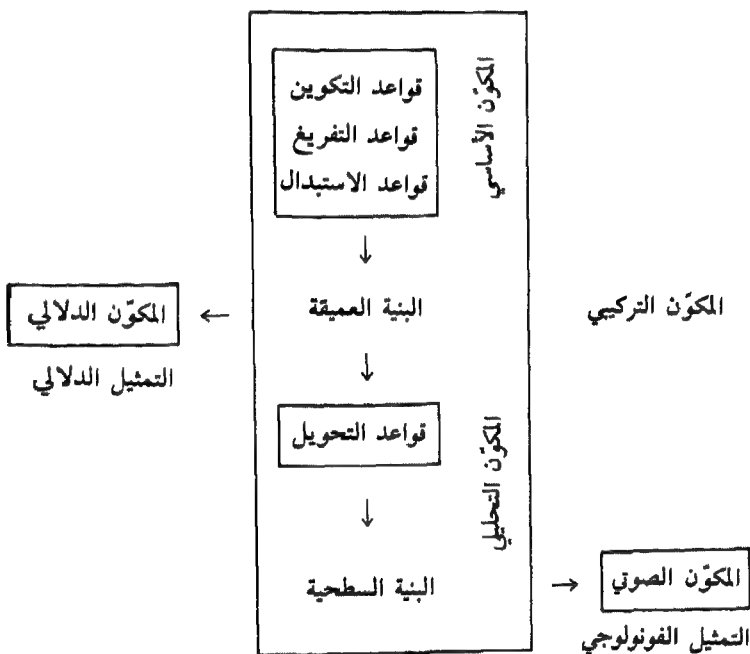 المكوّن الأساسي
قواعد التكوين
قواعد التفريغ
قواعد الاستبدال
↓
المكوّن التركيبي
البنية العميقة
←
المكوّن الدلالي
التمثيل الدلالي
↓
المكوّن التحليلي
قواعد التحويل
↓
البنية السطحية
→
المكوّن الصوتي
التمثيل الفونولوجي